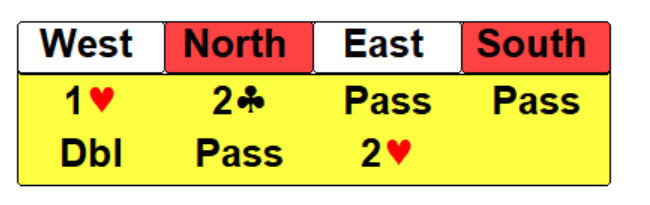 West North East South
1♥ 2♣ Pass Pass
Dbl Pass 2♥